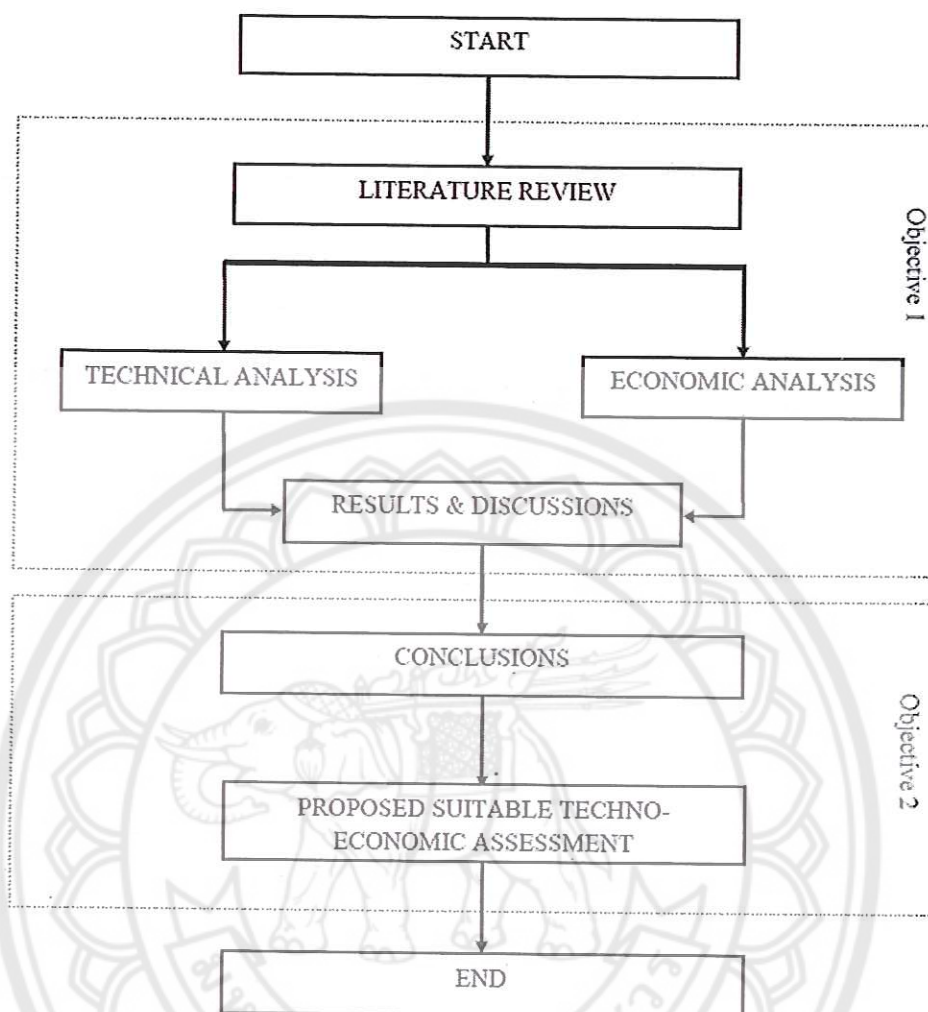 START
LITERATURE REVIEW
Objective 1
TECHNICAL ANALYSIS
ECONOMIC ANALYSIS
RESULTS & DISCUSSIONS
CONCLUSIONS
Objective 2
PROPOSED SUITABLE TECHNO-
ECONOMIC ASSESSMENT
END